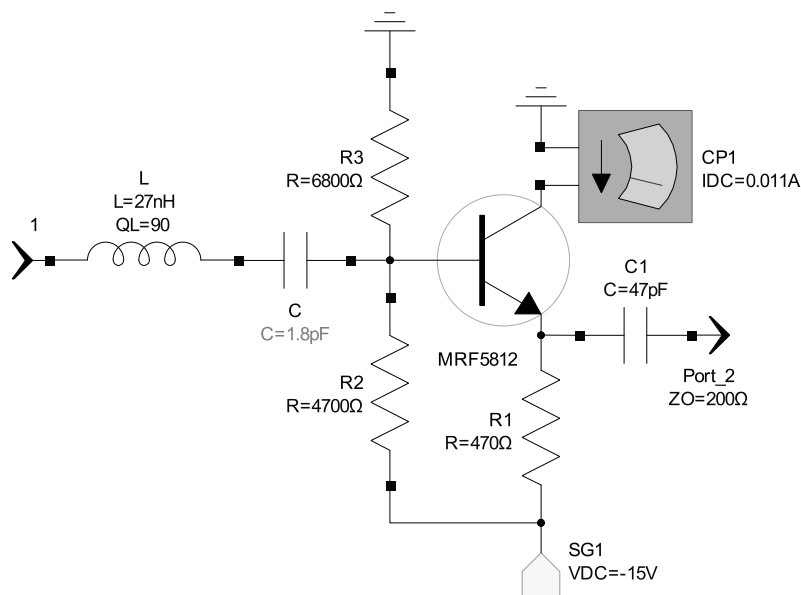 R3
R=6800Ω
CP1
IDC=0.011A
L
L=27nH
QL=90
1
C
C=1.8pF
C1
C=47pF
MRF5812
Port_2
ZO=200Ω
R2
R=4700Ω
R1
R=470Ω
SG1
VDC=-15V